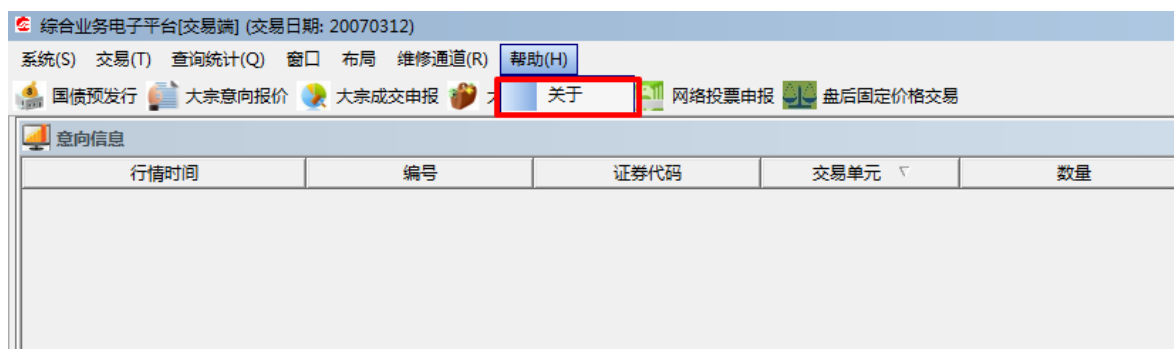 综合业务电子平台[交易端] (交易日期: 20070312)
系统(S) 交易(T) 查询统计(Q) 窗口 布局 维修通道(R) 帮助(H)
国债预发行 大宗意向报价 大宗成交申报 关于 网络投票申报 盘后固定价格交易
意向信息
行情时间 编号 证券代码 交易单元 数量